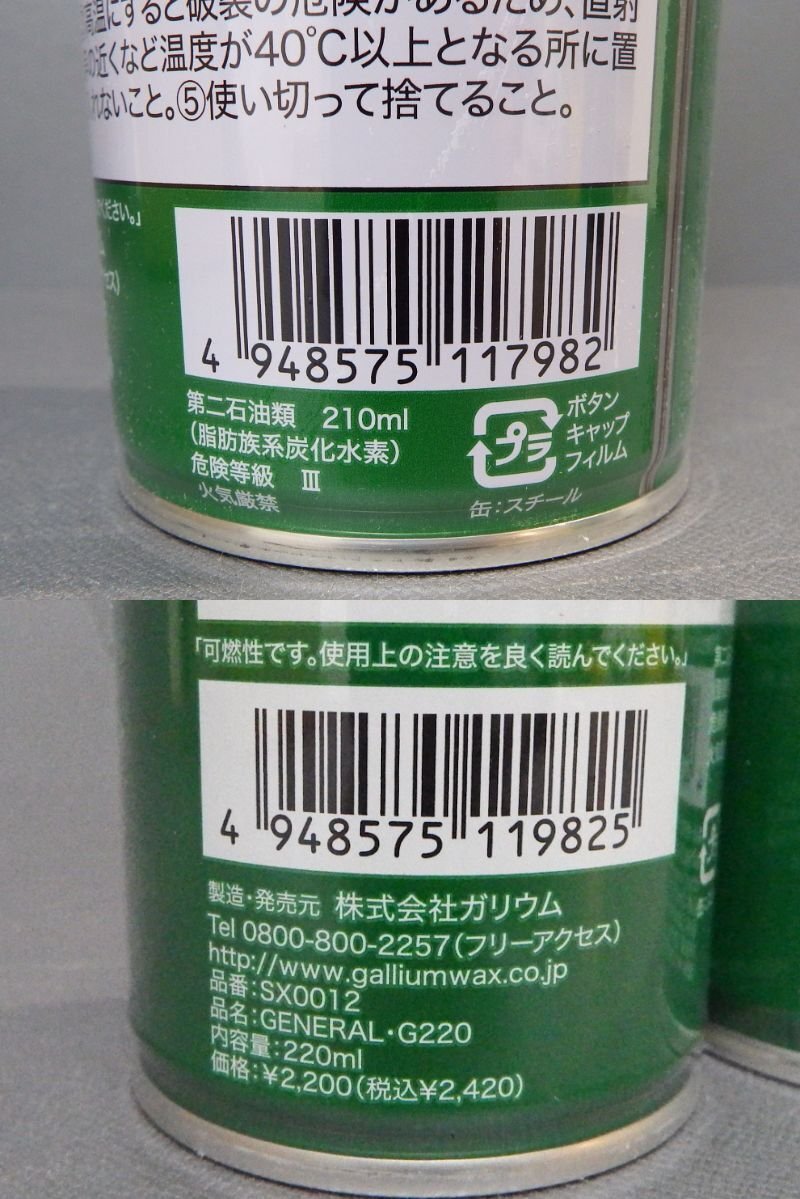 高温にすると破裂の危険があるため、直射
の近くなど温度が40℃以上となる所に置
れないこと。⑤使い切って捨てること。
ください。」
セス)
4 948575 117982
第二石油類 210ml
(脂肪族系炭化水素)
危険等級 Ⅲ
火気厳禁
プラ
ボタン
キャップ
フィルム
缶：スチール
「可燃性です。使用上の注意を良く読んでください。」
4 948575 119825
製造・発売元 株式会社ガリウム
Tel 0800-800-2257(フリーアクセス)
http://www.galliumwax.co.jp
品番：SX0012
品名：GENERAL・G220
内容量：220ml
価格：¥2,200(税込¥2,420)